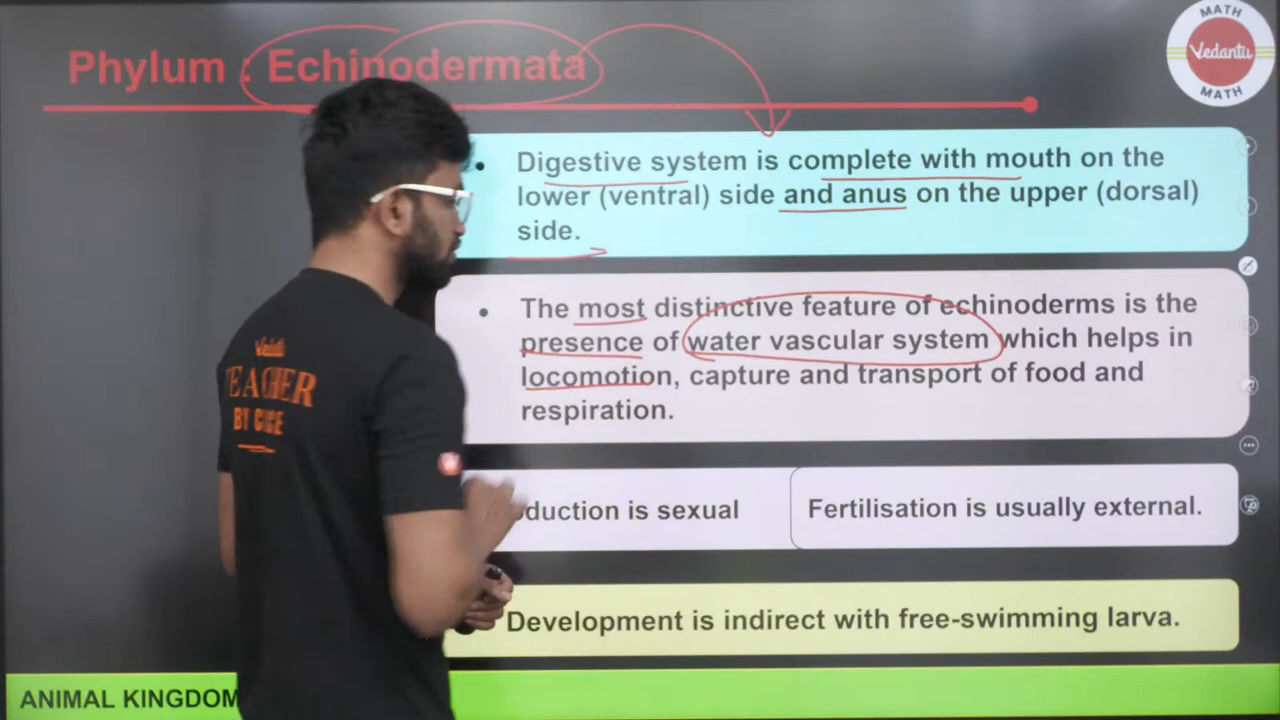 Phylum : Echinodermata
MATH
Vedantu
MATH
• Digestive system is complete with mouth on the
lower (ventral) side and anus on the upper (dorsal)
side.
• The most distinctive feature of echinoderms is the
presence of water vascular system which helps in
locomotion, capture and transport of food and
respiration.
duction is sexual
Fertilisation is usually external.
Development is indirect with free-swimming larva.
ANIMAL KINGDOM
TEACHER